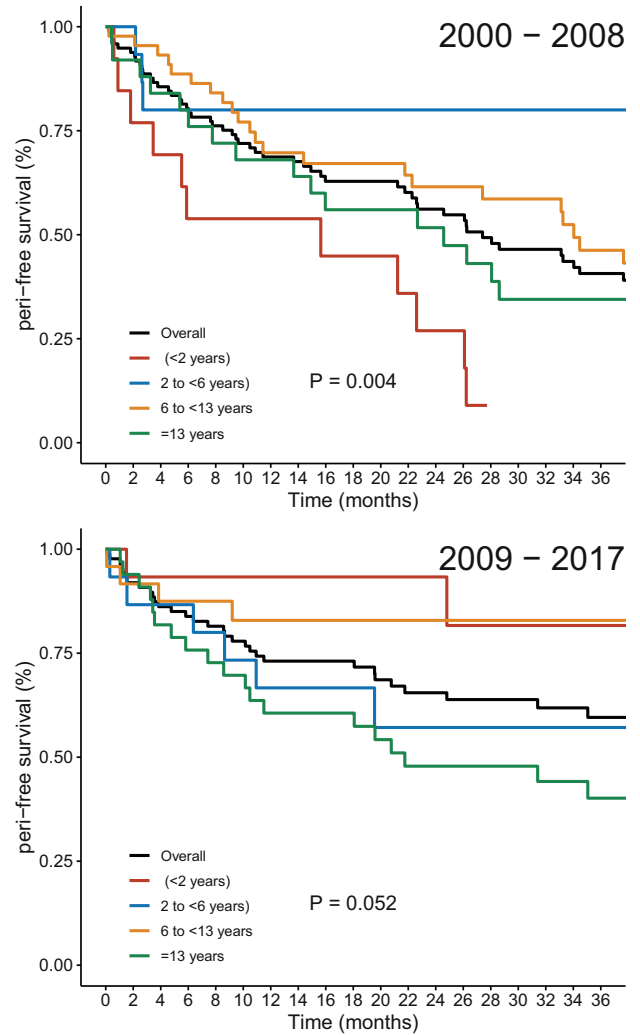 2000 − 2008
peri−free survival (%)
1.00
0.75
0.50
0.25
0.00
Overall
(<2 years)
2 to <6 years)
6 to <13 years
=13 years
P = 0.004
0 2 4 6 8 10 12 14 16 18 20 22 24 26 28 30 32 34 36
Time (months)
2009 − 2017
peri−free survival (%)
1.00
0.75
0.50
0.25
0.00
Overall
(<2 years)
2 to <6 years)
6 to <13 years
=13 years
P = 0.052
0 2 4 6 8 10 12 14 16 18 20 22 24 26 28 30 32 34 36
Time (months)